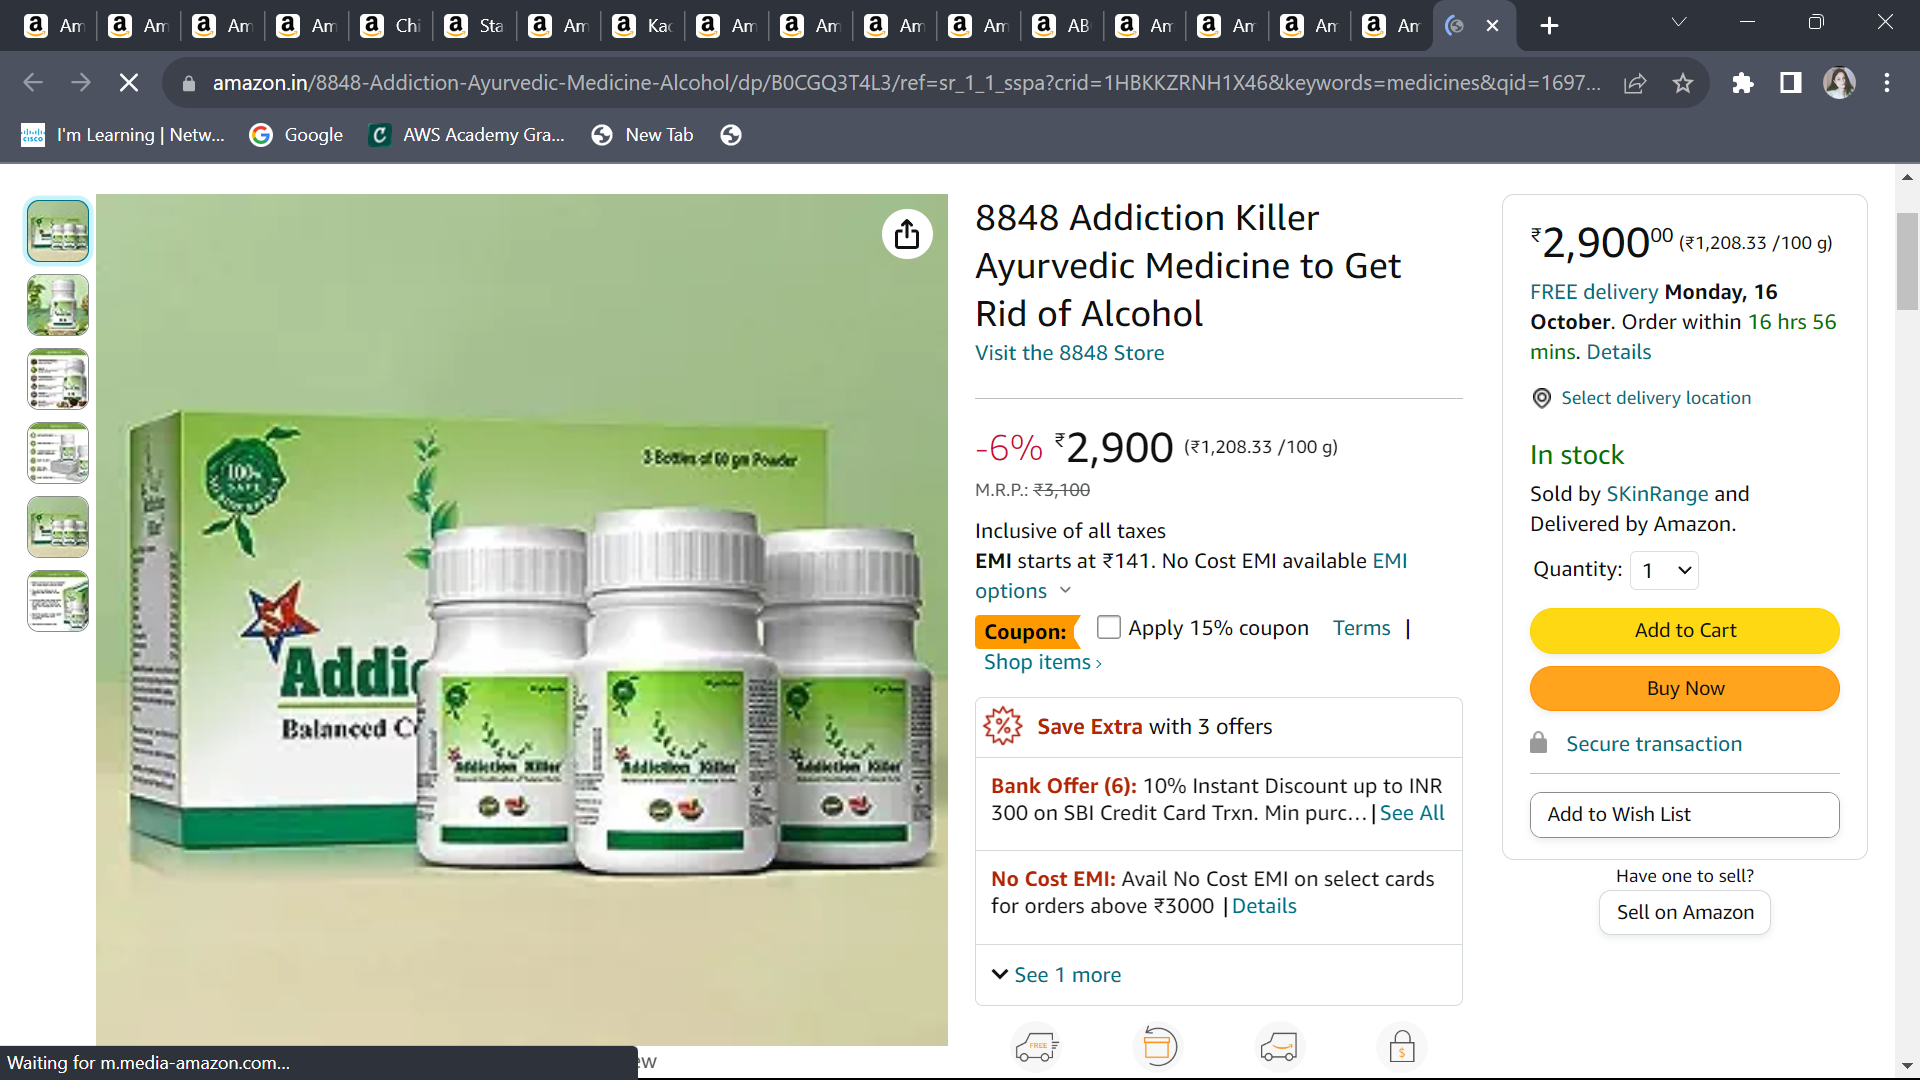 Am
Am
Am
Am
Chi
Sta
Am
Kac
Am
Am
Am
Am
AB
Am
Am
Am
Am
amazon.in/8848-Addiction-Ayurvedic-Medicine-Alcohol/dp/B0CGQ3T4L3/ref=sr_1_1_sspa?crid=1HBKKZRNH1X46&keywords=medicines&qid=1697...
I'm Learning | Netw...
Google
AWS Academy Gra...
New Tab
8848 Addiction Killer
Ayurvedic Medicine to Get
Rid of Alcohol
Visit the 8848 Store
-6% ₹2,900 (₹1,208.33 /100 g)
M.R.P.: ₹3,100
Inclusive of all taxes
EMI starts at ₹141. No Cost EMI available EMI
options
Coupon: Apply 15% coupon Terms |
Shop items ›
Save Extra with 3 offers
Bank Offer (6): 10% Instant Discount up to INR
300 on SBI Credit Card Trxn. Min purc... | See All
No Cost EMI: Avail No Cost EMI on select cards
for orders above ₹3000 | Details
See 1 more
FREE
₹2,900.00 (₹1,208.33 /100 g)
FREE delivery Monday, 16
October. Order within 16 hrs 56
mins. Details
Select delivery location
In stock
Sold by SKinRange and
Delivered by Amazon.
Quantity: 1
Add to Cart
Buy Now
Secure transaction
Add to Wish List
Have one to sell?
Sell on Amazon
3 Bottles of 60 gm Powder
100%
SAFE
Addic
Balanced C
Addiction Killer
Addiction Killer
Addiction Killer
Waiting for m.media-amazon.com...
ew